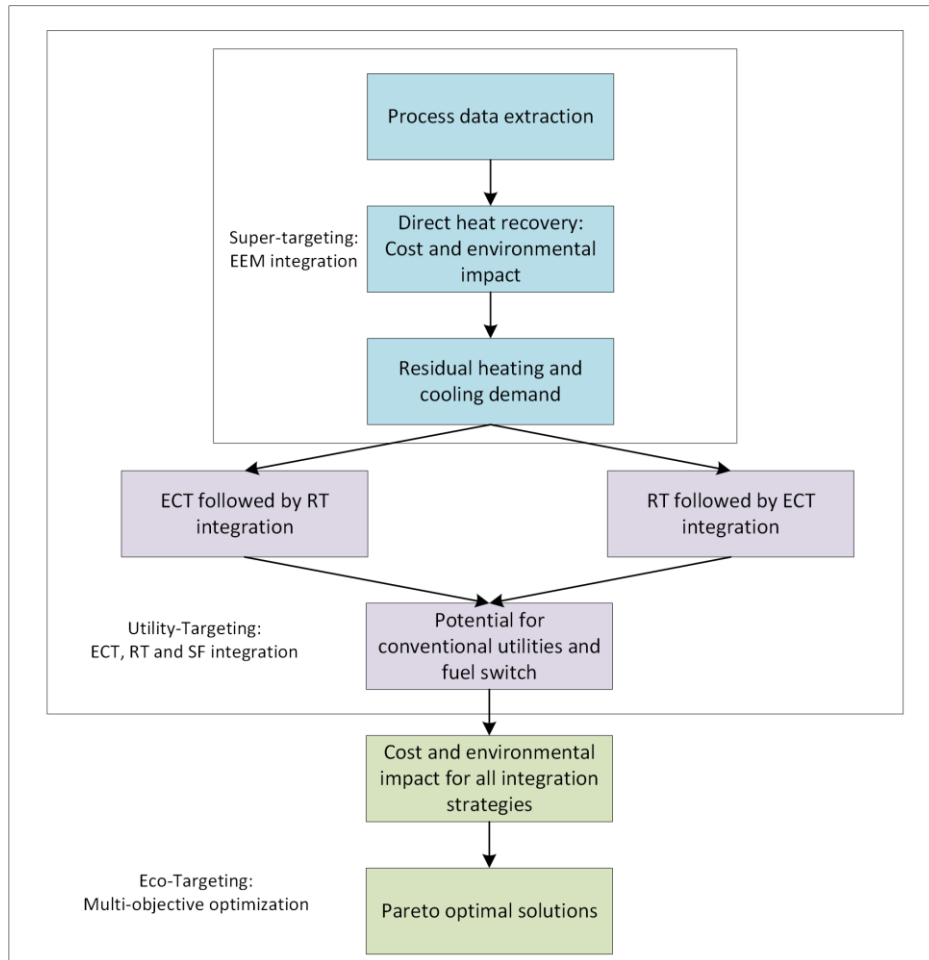 Process data extraction
Super-targeting:
EEM integration
Direct heat recovery:
Cost and environmental
impact
Residual heating and
cooling demand
ECT followed by RT
integration
RT followed by ECT
integration
Utility-Targeting:
ECT, RT and SF integration
Potential for
conventional utilities and
fuel switch
Cost and environmental
impact for all integration
strategies
Eco-Targeting:
Multi-objective optimization
Pareto optimal solutions